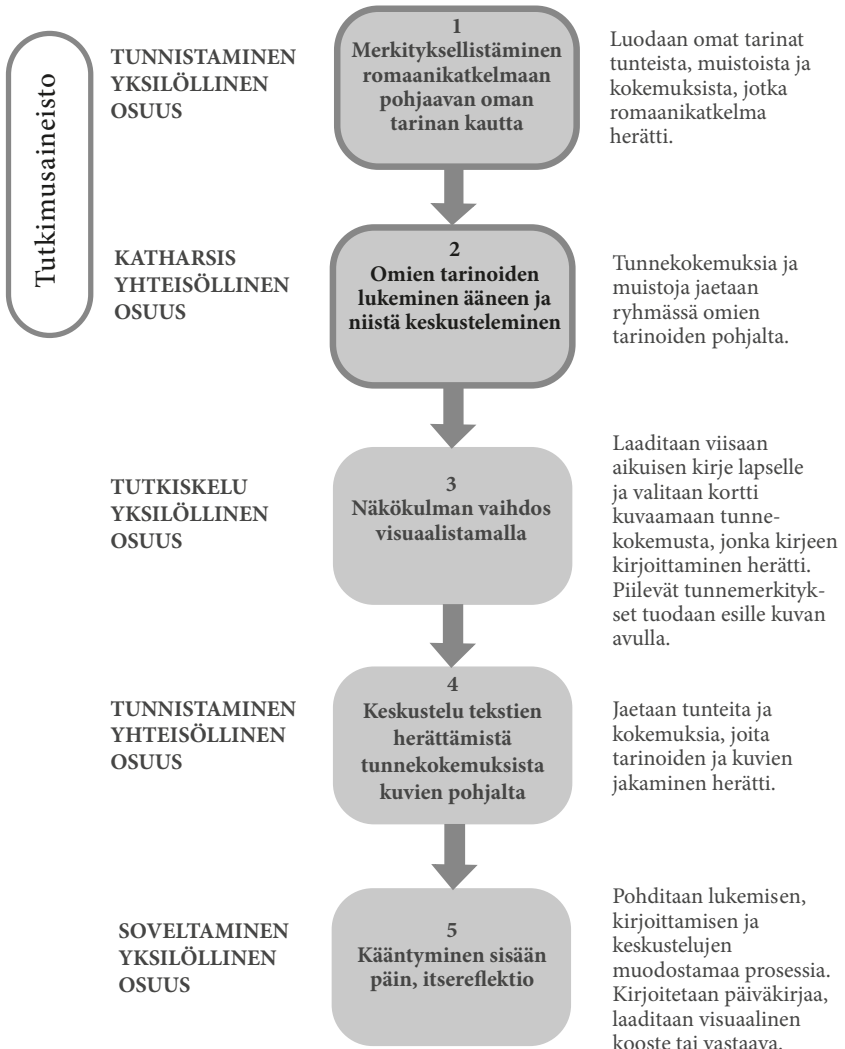 Tutkimusaineisto
TUNNISTAMINEN
YKSILÖLLINEN
OSUUS
1
Merkityksellistäminen
romaanikatkelmaan
pohjaavan oman
tarinan kautta
Luodaan omat tarinat
tunteista, muistoista ja
kokemuksista, jotka
romaanikatkelma
herätti.
KATHARSIS
YHTEISÖLLINEN
OSUUS
2
Omien tarinoiden
lukeminen ääneen ja
niistä keskusteleminen
Tunnekokemuksia ja
muistoja jaetaan
ryhmässä omien
tarinoiden pohjalta.
TUTKISKELU
YKSILÖLLINEN
OSUUS
3
Näkökulman vaihdos
visuaalistamalla
Laaditaan viisaan
aikuisen kirje lapselle
ja valitaan kortti
kuvaamaan tunne-
kokemusta, jonka kirjeen
kirjoittaminen herätti.
Piilevät tunnemerkityk-
set tuodaan esille kuvan
avulla.
TUNNISTAMINEN
YHTEISÖLLINEN
OSUUS
4
Keskustelu tekstien
herättämistä
tunnekokemuksista
kuvien pohjalta
Jaetaan tunteita ja
kokemuksia, joita
tarinoiden ja kuvien
jakaminen herätti.
SOVELTAMINEN
YKSILÖLLINEN
OSUUS
5
Kääntyminen sisään
päin, itsereflektio
Pohditaan lukemisen,
kirjoittamisen ja
keskustelujen
muodostamaa prosessia.
Kirjoitetaan päiväkirjaa,
laaditaan visuaalinen
kooste tai vastaava.